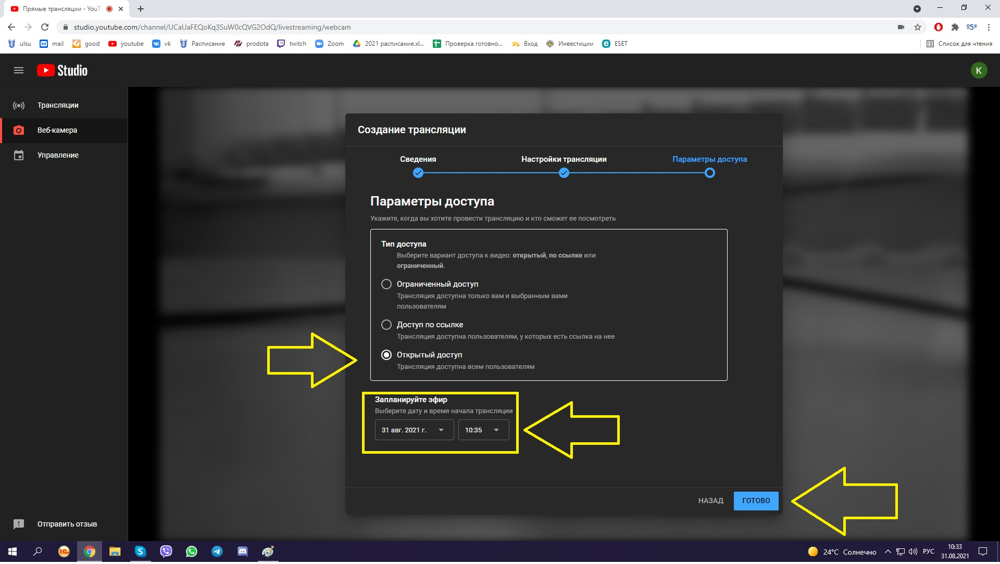 Прямые трансляции - YouT
studio.youtube.com/channel/UCaUaFEQoKq3SuW0cQVG2OdQ/livestreaming/webcam
25°
ulsu
mail
good
youtube
vk
Расписание
prodota
twitch
Zoom
2021 расписание.xl...
Проверка готовно...
Вход
Инвестиции
ESET
Список для чтения
Studio
K
Трансляции
Веб-камера
Управление
Отправить отзыв
Создание трансляции
Сведения
Настройки трансляции
Параметры доступа
Параметры доступа
Укажите, когда вы хотите провести трансляцию и кто сможет ее посмотреть
Тип доступа
Выберите вариант доступа к видео: открытый, по ссылке или
ограниченный.
Ограниченный доступ
Трансляция доступна только вам и выбранным вами
пользователям
Доступ по ссылке
Трансляция доступна пользователям, у которых есть ссылка на нее
Открытый доступ
Трансляция доступна всем пользователям
Запланируйте эфир
Выберите дату и время начала трансляции
31 авг. 2021 г.
10:35
НАЗАД
ГОТОВО
24°C Солнечно
РУС
10:33
31.08.2021